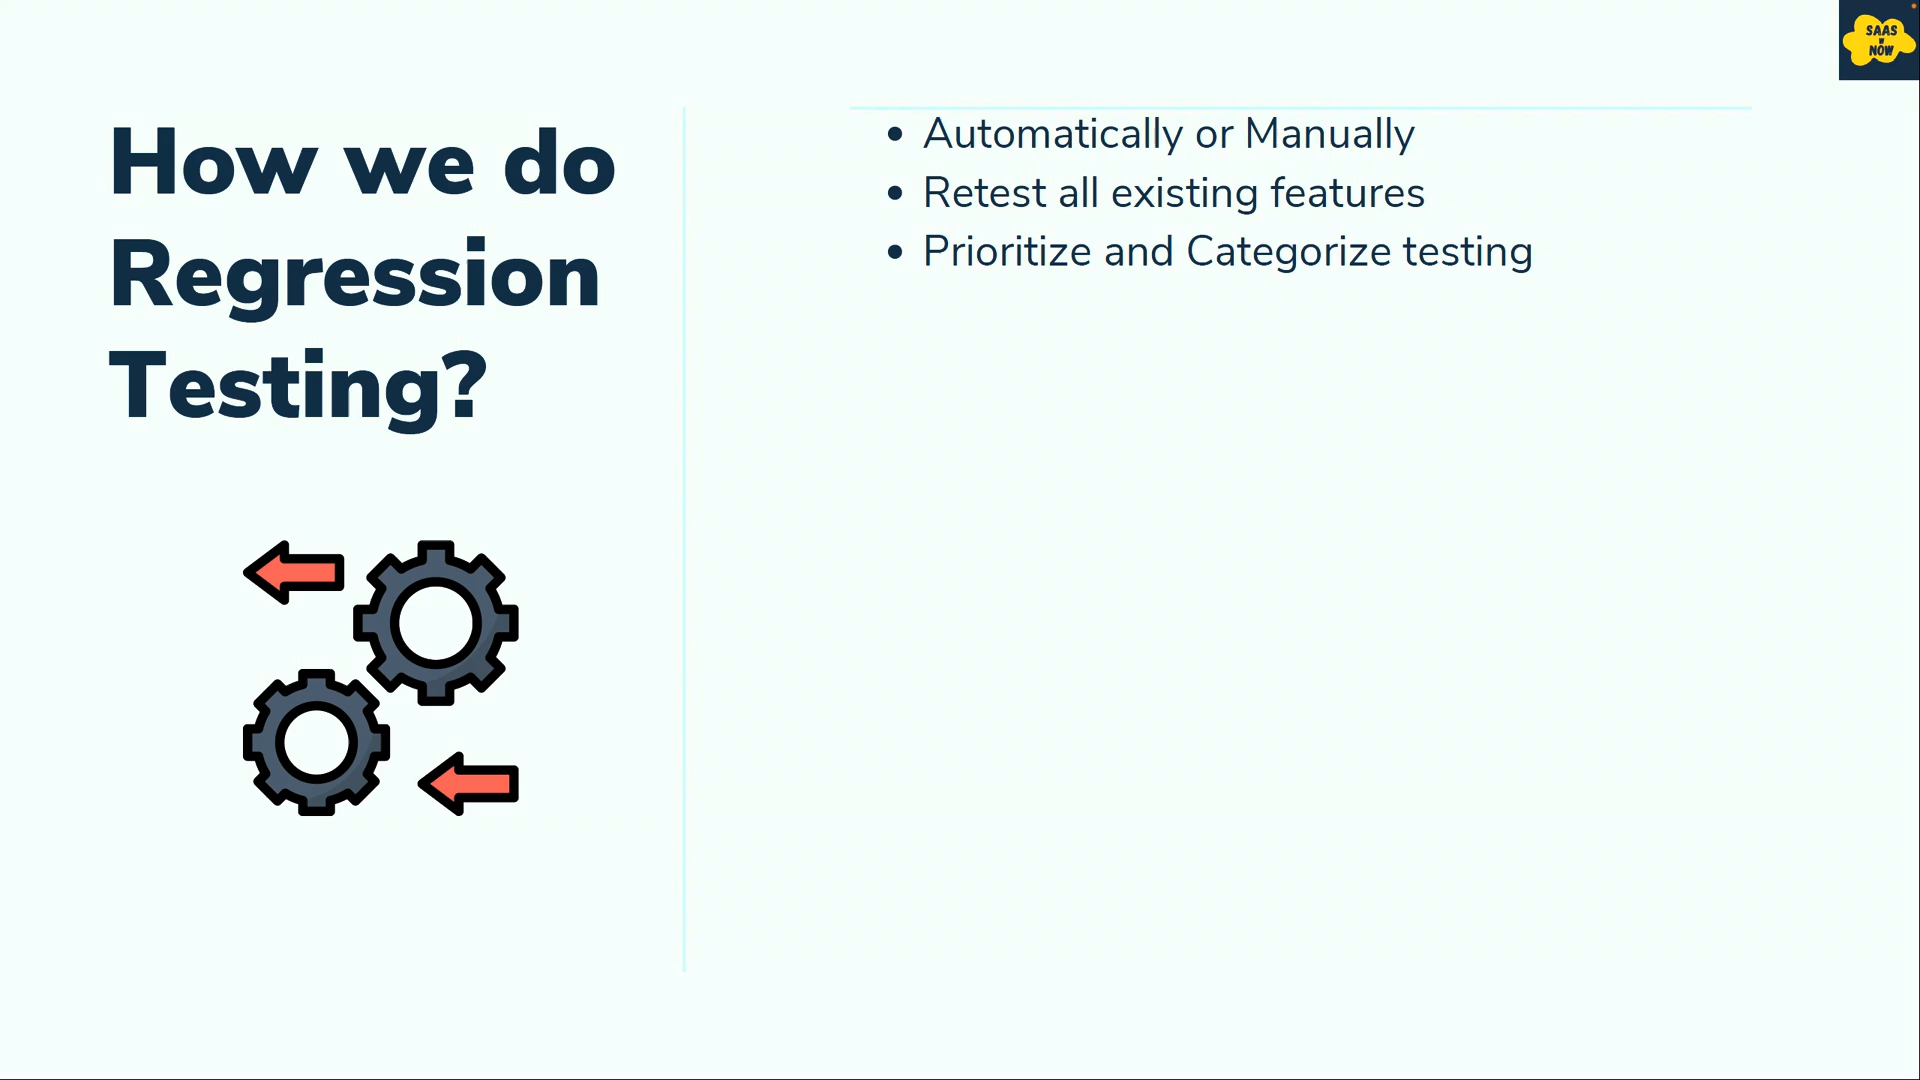 SAAS
N
NOW
How we do
Regression
Testing?
Automatically or Manually
Retest all existing features
Prioritize and Categorize testing